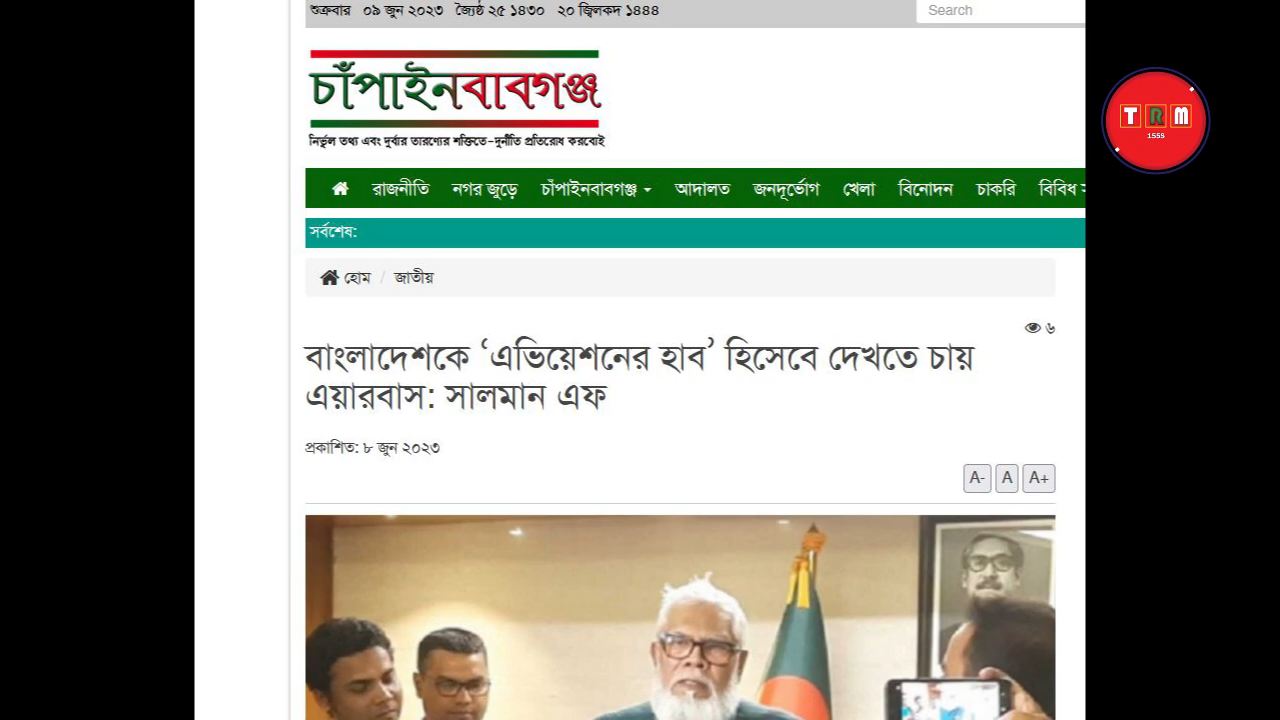 শুক্রবার ০৯ জুন ২০২৩ জ্যৈষ্ঠ ২৫ ১৪৩০ ২০ জ্বিলকদ ১৪৪৪
Search
চাঁপাইনবাবগঞ্জ
নির্ভুল তথ্য এবং দুর্বার তারণ্যের শক্তিতে-দুর্নীতি প্রতিরোধ করবোই
TRM
1555
রাজনীতি নগর জুড়ে চাঁপাইনবাবগঞ্জ আদালত জনদূর্ভোগ খেলা বিনোদন চাকরি বিবিধ
সর্বশেষ:
হোম / জাতীয়
৬
বাংলাদেশকে ‘এভিয়েশনের হাব’ হিসেবে দেখতে চায়
এয়ারবাস: সালমান এফ
প্রকাশিত: ৮ জুন ২০২৩
A- A A+